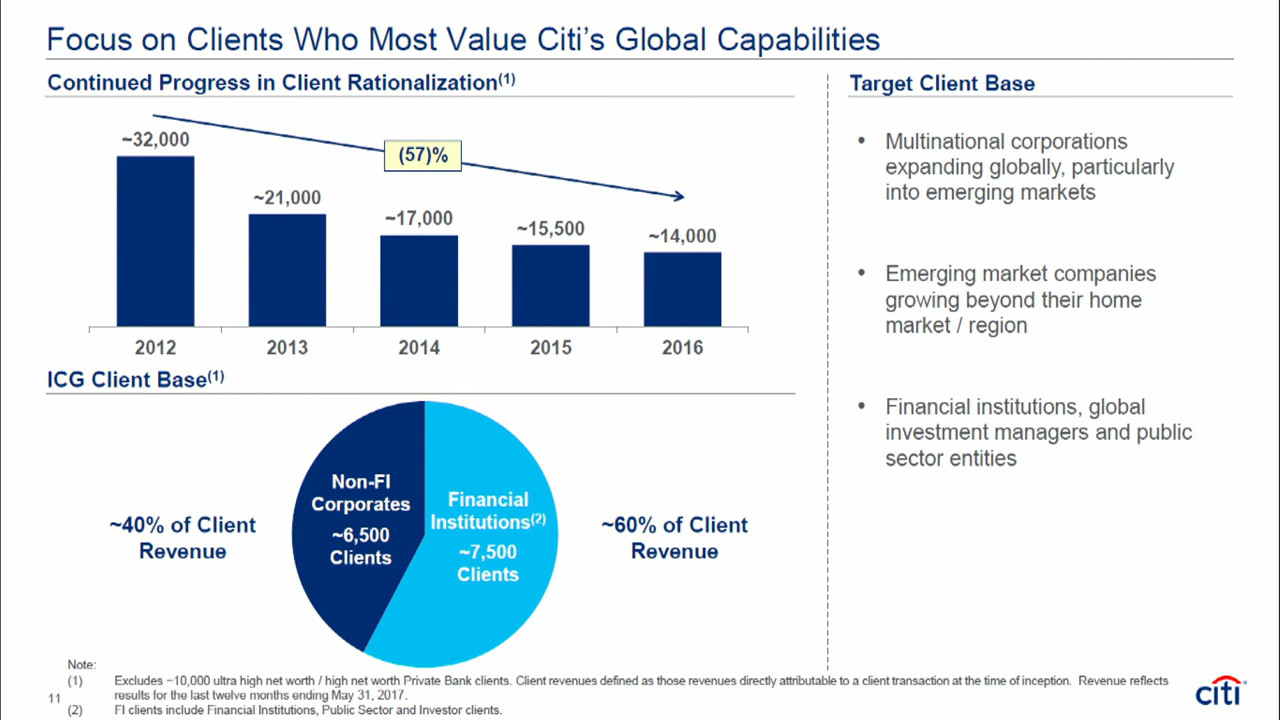 Focus on Clients Who Most Value Citi's Global Capabilities
Continued Progress in Client Rationalization(1)
~32,000
(57)%
~21,000
~17,000
~15,500
~14,000
2012
2013
2014
2015
2016
ICG Client Base(1)
~40% of Client
Revenue
Non-FI
Corporates
~6,500
Clients
Financial
Institutions(2)
~7,500
Clients
~60% of Client
Revenue
Target Client Base
• Multinational corporations
expanding globally, particularly
into emerging markets
• Emerging market companies
growing beyond their home
market / region
• Financial institutions, global
investment managers and public
sector entities
Note:
(1) Excludes ~10,000 ultra high net worth / high net worth Private Bank clients. Client revenues defined as those revenues directly attributable to a client transaction at the time of inception. Revenue reflects
results for the last twelve months ending May 31, 2017.
(2) FI clients include Financial Institutions, Public Sector and Investor clients.
11
citi